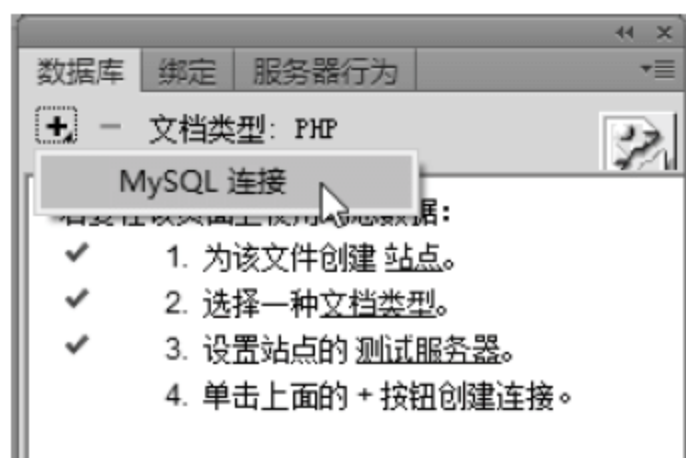 数据库 绑定 服务器行为
文档类型: PHP
MySQL 连接
1. 为该文件创建 站点。
2. 选择一种文档类型。
3. 设置站点的 测试服务器。
4. 单击上面的 + 按钮创建连接。